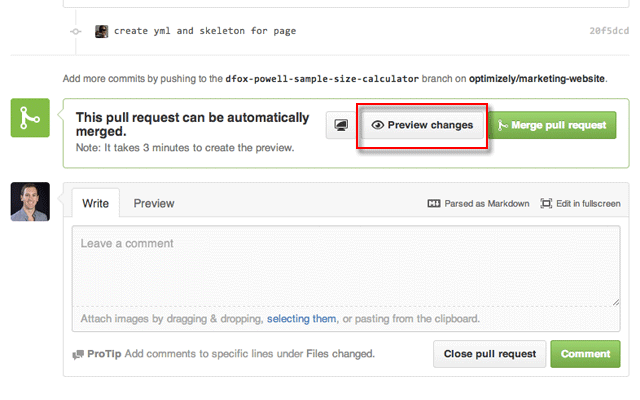 create yml and skeleton for page 20f5dcd
Add more commits by pushing to the dfox-powell-sample-size-calculator branch on optimizely/marketing-website.
This pull request can be automatically
merged.
Note: It takes 3 minutes to create the preview.
Preview changes
Merge pull request
Write Preview Parsed as Markdown Edit in fullscreen
Leave a comment
Attach images by dragging & dropping, selecting them, or pasting from the clipboard.
ProTip Add comments to specific lines under Files changed.
Close pull request Comment